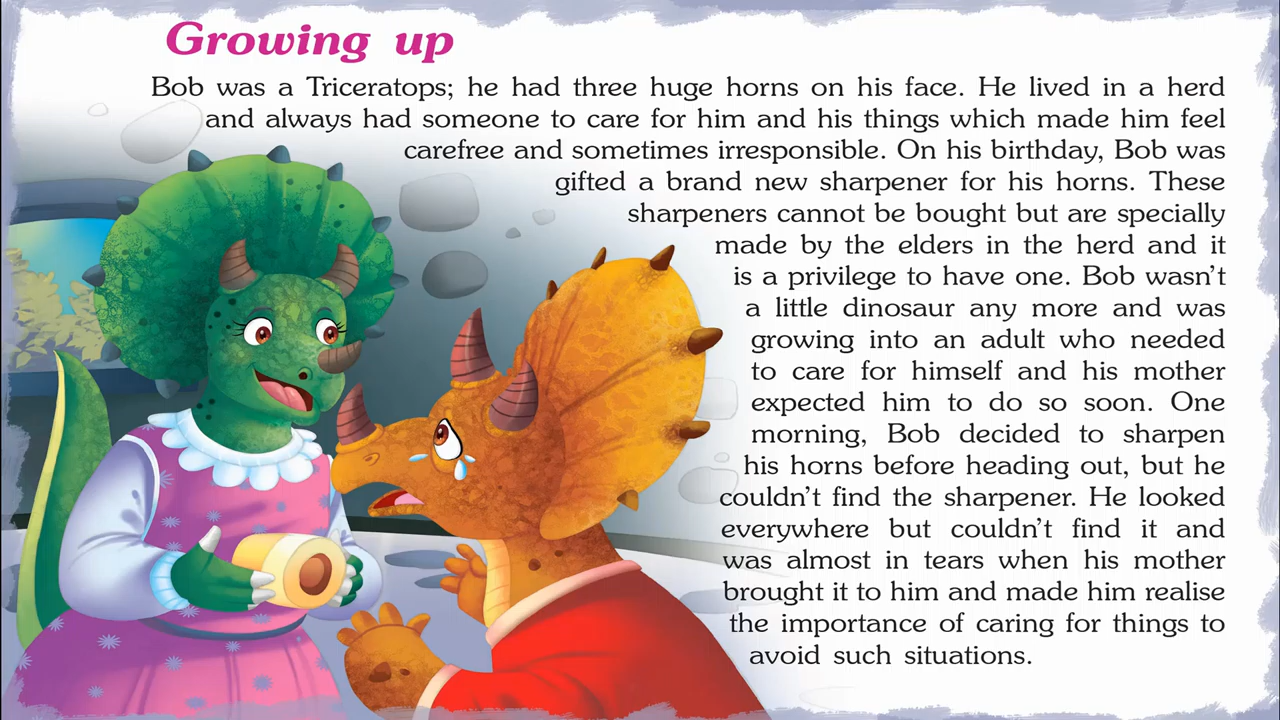 Growing up
Bob was a Triceratops; he had three huge horns on his face. He lived in a herd
and always had someone to care for him and his things which made him feel
carefree and sometimes irresponsible. On his birthday, Bob was
gifted a brand new sharpener for his horns. These
sharpeners cannot be bought but are specially
made by the elders in the herd and it
is a privilege to have one. Bob wasn't
a little dinosaur any more and was
growing into an adult who needed
to care for himself and his mother
expected him to do so soon. One
morning, Bob decided to sharpen
his horns before heading out, but he
couldn't find the sharpener. He looked
everywhere but couldn't find it and
was almost in tears when his mother
brought it to him and made him realise
the importance of caring for things to
avoid such situations.